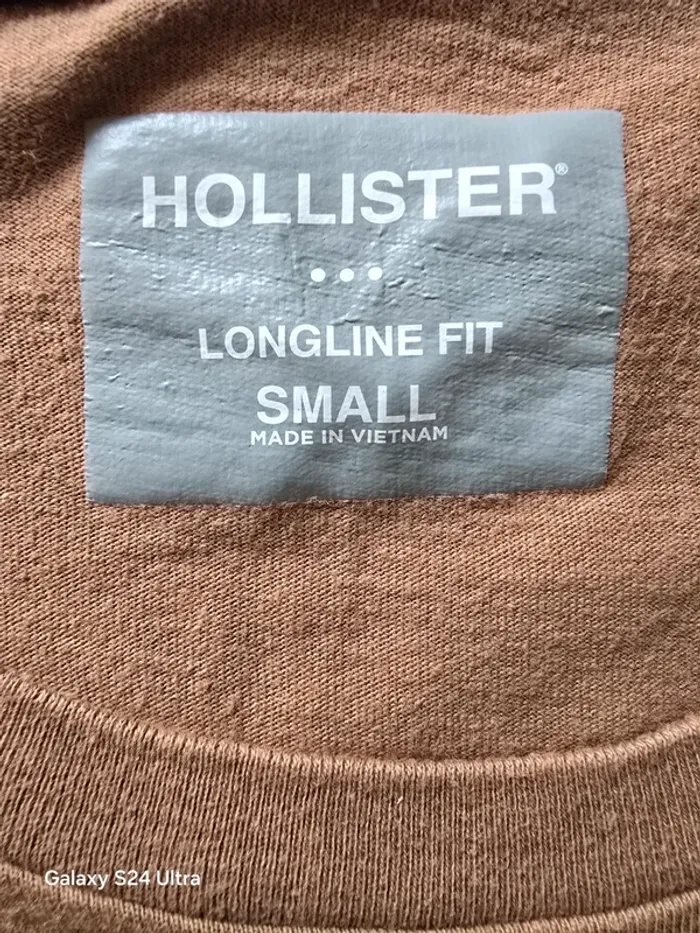 HOLLISTER®
•••
LONGLINE FIT
SMALL
MADE IN VIETNAM
Galaxy S24 Ultra